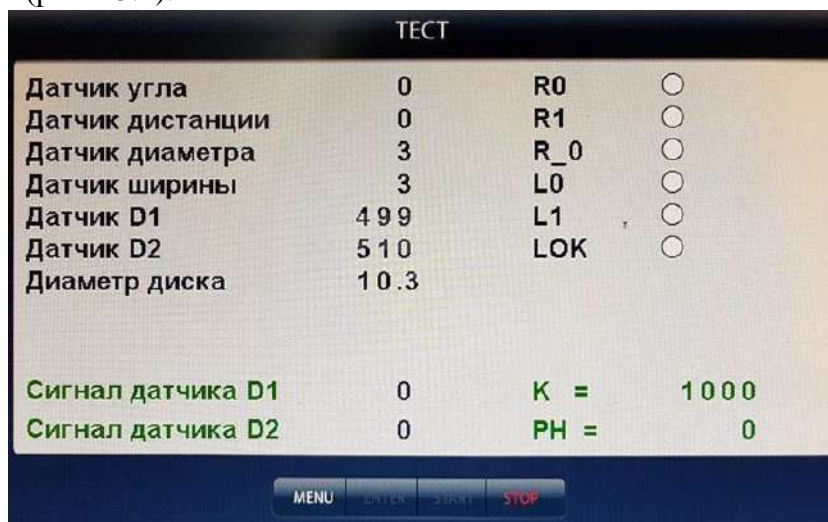 ТЕСТ
Датчик угла 0 R0
Датчик дистанции 0 R1
Датчик диаметра 3 R_0
Датчик ширины 3 L0
Датчик D1 499 L1
Датчик D2 510 LOK
Диаметр диска 10.3
Сигнал датчика D1 0 K = 1000
Сигнал датчика D2 0 PH = 0
MENU ENTER START STOP